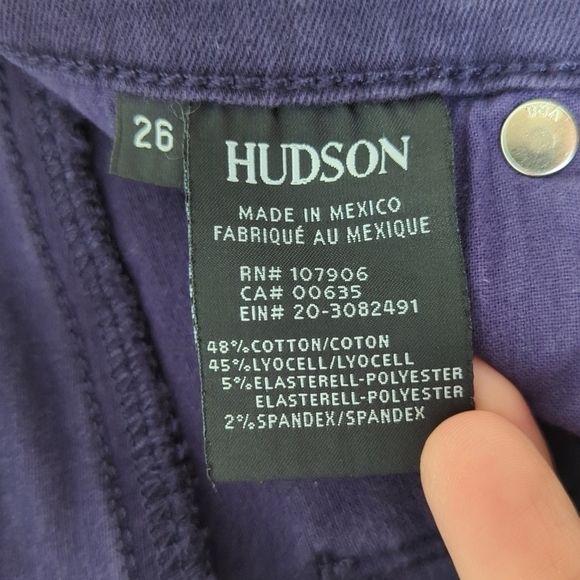 26
HUDSON
MADE IN MEXICO
FABRIQUÉ AU MEXIQUE
RN# 107906
CA# 00635
EIN# 20-3082491
48%COTTON/COTON
45%LYOCELL/LYOCELL
5%ELASTERELL-POLYESTER
ELASTERELL-POLYESTER
2%SPANDEX/SPANDEX